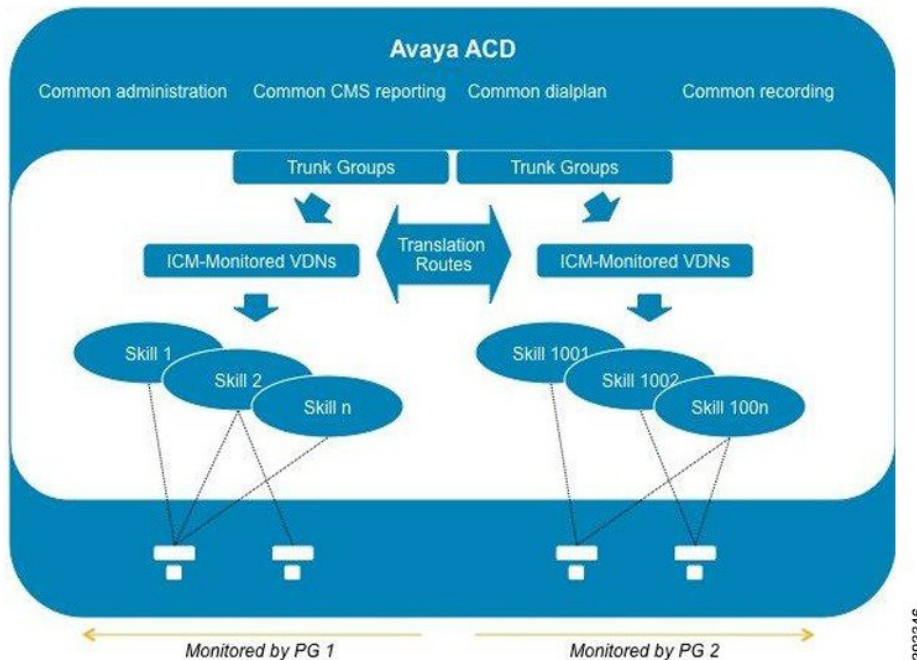 Avaya ACD
Common administration
Common CMS reporting
Common dialplan
Common recording
Trunk Groups
Trunk Groups
ICM-Monitored VDNs
Translation
Routes
ICM-Monitored VDNs
Skill 1
Skill 2
Skill n
Skill 1001
Skill 1002
Skill 100n
Monitored by PG 1
Monitored by PG 2